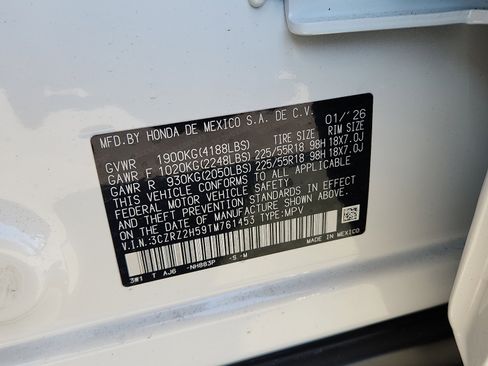 MFD.BY HONDA DE MEXICO S.A. DE C.V. 01/'26
TIRE SIZE RIM SIZE
GVWR 1900KG(4188LBS)
GAWR F 1020KG(2248LBS) 225/55R18 98H 18X7.0J
GAWR R 930KG(2050LBS) 225/55R18 98H 18X7.0J
THIS VEHICLE CONFORMS TO ALL APPLICABLE
FEDERAL MOTOR VEHICLE SAFETY
AND THEFT PREVENTION STANDARDS IN EFFECT
ON THE DATE OF MANUFACTURE SHOWN ABOVE.
V.I.N.:3CZRZ2H59TM761453 TYPE:MPV
3W1 T AJ6 -NH883P -S -M MADE IN MEXICO